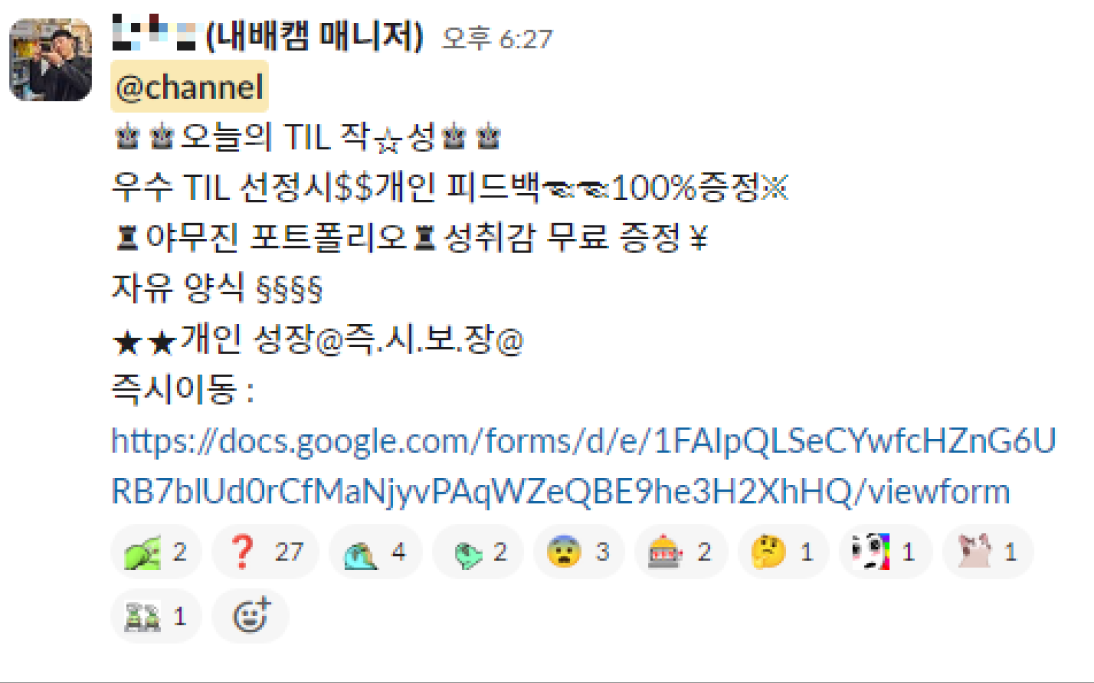 (내배캠 매니저) 오후 6:27
@channel
♚♚오늘의 TIL 작☆성♚♚
우수 TIL 선정시$$개인 피드백☜☜100%증정※
♜야무진 포트폴리오♜성취감 무료 증정¥
자유 양식 §§§§
★★개인 성장@즉.시.보.장@
즉시이동 :
https://docs.google.com/forms/d/e/1FAIpQLSeCYwfcHZnG6U
RB7blUd0rCfMaNjyvPAqWZeQBE9he3H2XhHQ/viewform
2 27 4 2 3 2 1 1 1
1